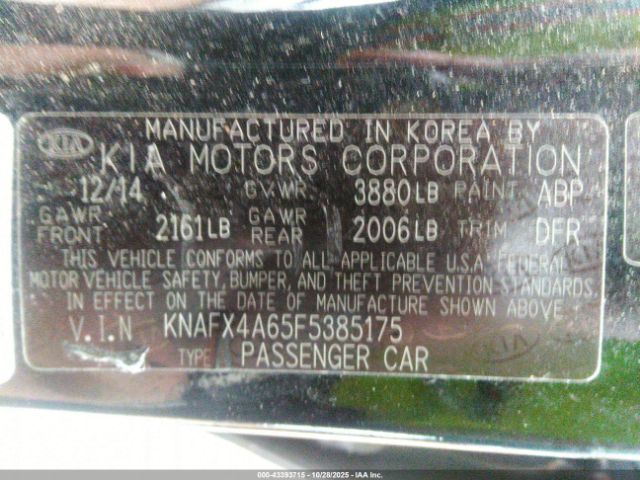 MANUFACTURED IN KOREA BY
KIA KIA MOTORS CORPORATION
12/14 GVWR 3880LB PAINT ABP
GAWR FRONT 2161LB GAWR REAR 2006LB TRIM DFR
THIS VEHICLE CONFORMS TO ALL APPLICABLE U.S.A FEDERAL
MOTOR VEHICLE SAFETY, BUMPER, AND THEFT PREVENTION STANDARDS
IN EFFECT ON THE DATE OF MANUFACTURE SHOWN ABOVE.
V.I.N KNAFX4A65F5385175
TYPE PASSENGER CAR
KIA
000-43393715 | 10/28/2025 | IAA Inc.